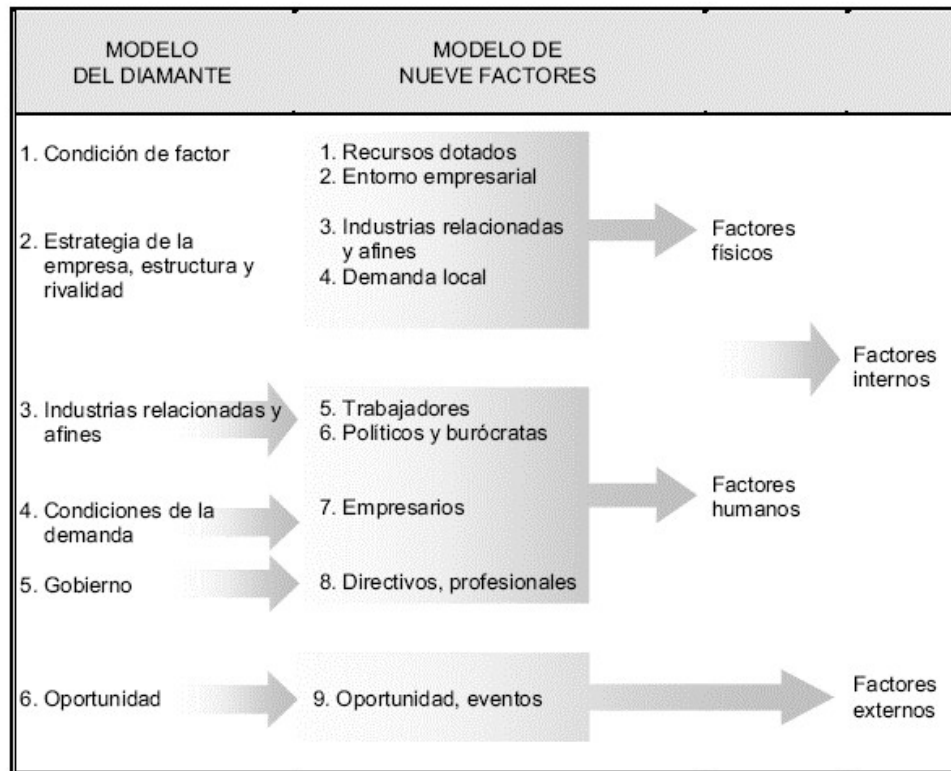 MODELO
DEL DIAMANTE
MODELO DE
NUEVE FACTORES
1. Condición de factor
2. Estrategia de la
empresa, estructura y
rivalidad
3. Industrias relacionadas y
afines
4. Condiciones de la
demanda
5. Gobierno
6. Oportunidad
1. Recursos dotados
2. Entorno empresarial
3. Industrias relacionadas
y afines
4. Demanda local
5. Trabajadores
6. Políticos y burócratas
7. Empresarios
8. Directivos, profesionales
9. Oportunidad, eventos
Factores
físicos
Factores
humanos
Factores
internos
Factores
externos